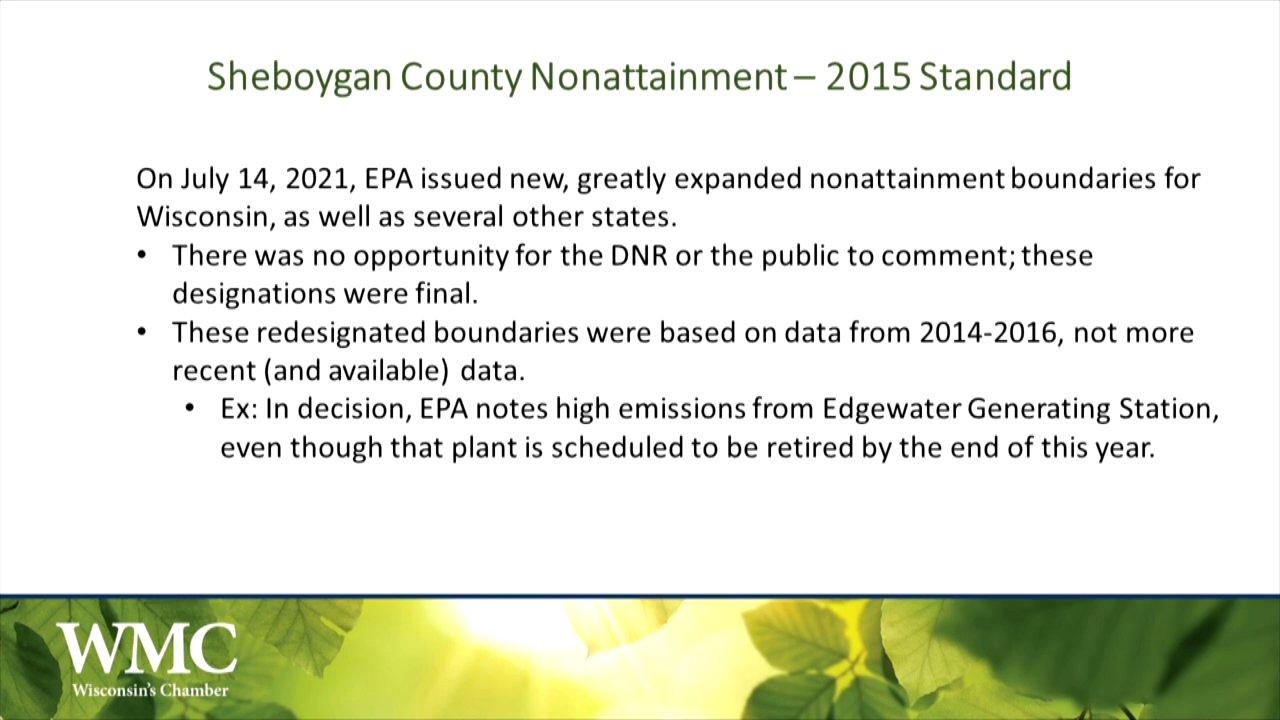 Sheboygan County Nonattainment – 2015 Standard
On July 14, 2021, EPA issued new, greatly expanded nonattainment boundaries for
Wisconsin, as well as several other states.
• There was no opportunity for the DNR or the public to comment; these
designations were final.
• These redesignated boundaries were based on data from 2014-2016, not more
recent (and available) data.
• Ex: In decision, EPA notes high emissions from Edgewater Generating Station,
even though that plant is scheduled to be retired by the end of this year.
WMC
Wisconsin's Chamber